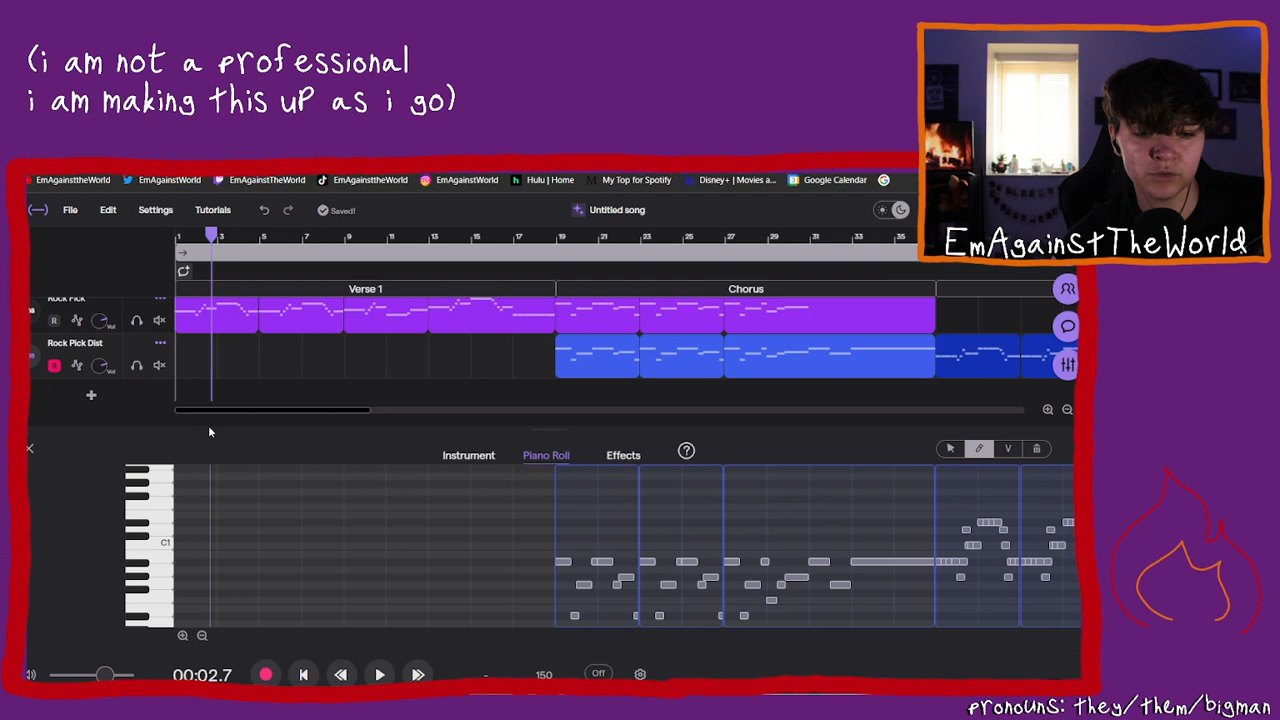 (i am not a professional
i am making this up as i go)
EmAgainstTheWorld
EmAgainsttheWorld EmAgainstWorld EmAgainstTheWorld EmAgainsttheWorld EmAgainstWorld Hulu | Home My Top for Spotify Disney+ | Movies a... Google Calendar
File Edit Settings Tutorials Saved! Untitled song
1 3 5 7 9 11 13 15 17 19 21 23 25 27 29 31 33 35
Verse 1 Chorus
Rock Pick
R Vol
Rock Pick Dist
R Vol
Instrument Piano Roll Effects ? V
C1
00:02.7 - 150 Off
pronouns: they/them/bigman